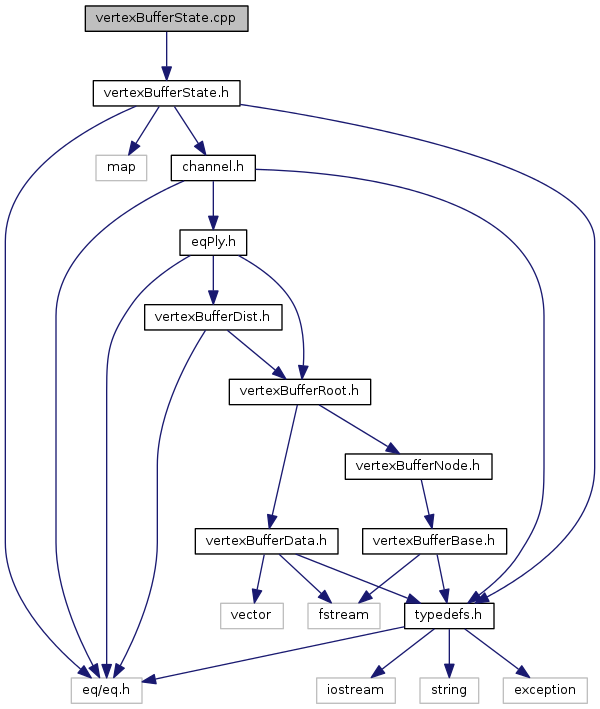 vertexBufferState.cpp
vertexBufferState.h
map
channel.h
eqPly.h
vertexBufferDist.h
vertexBufferRoot.h
vertexBufferNode.h
vertexBufferData.h
vertexBufferBase.h
vector
fstream
typedefs.h
eq/eq.h
iostream
string
exception